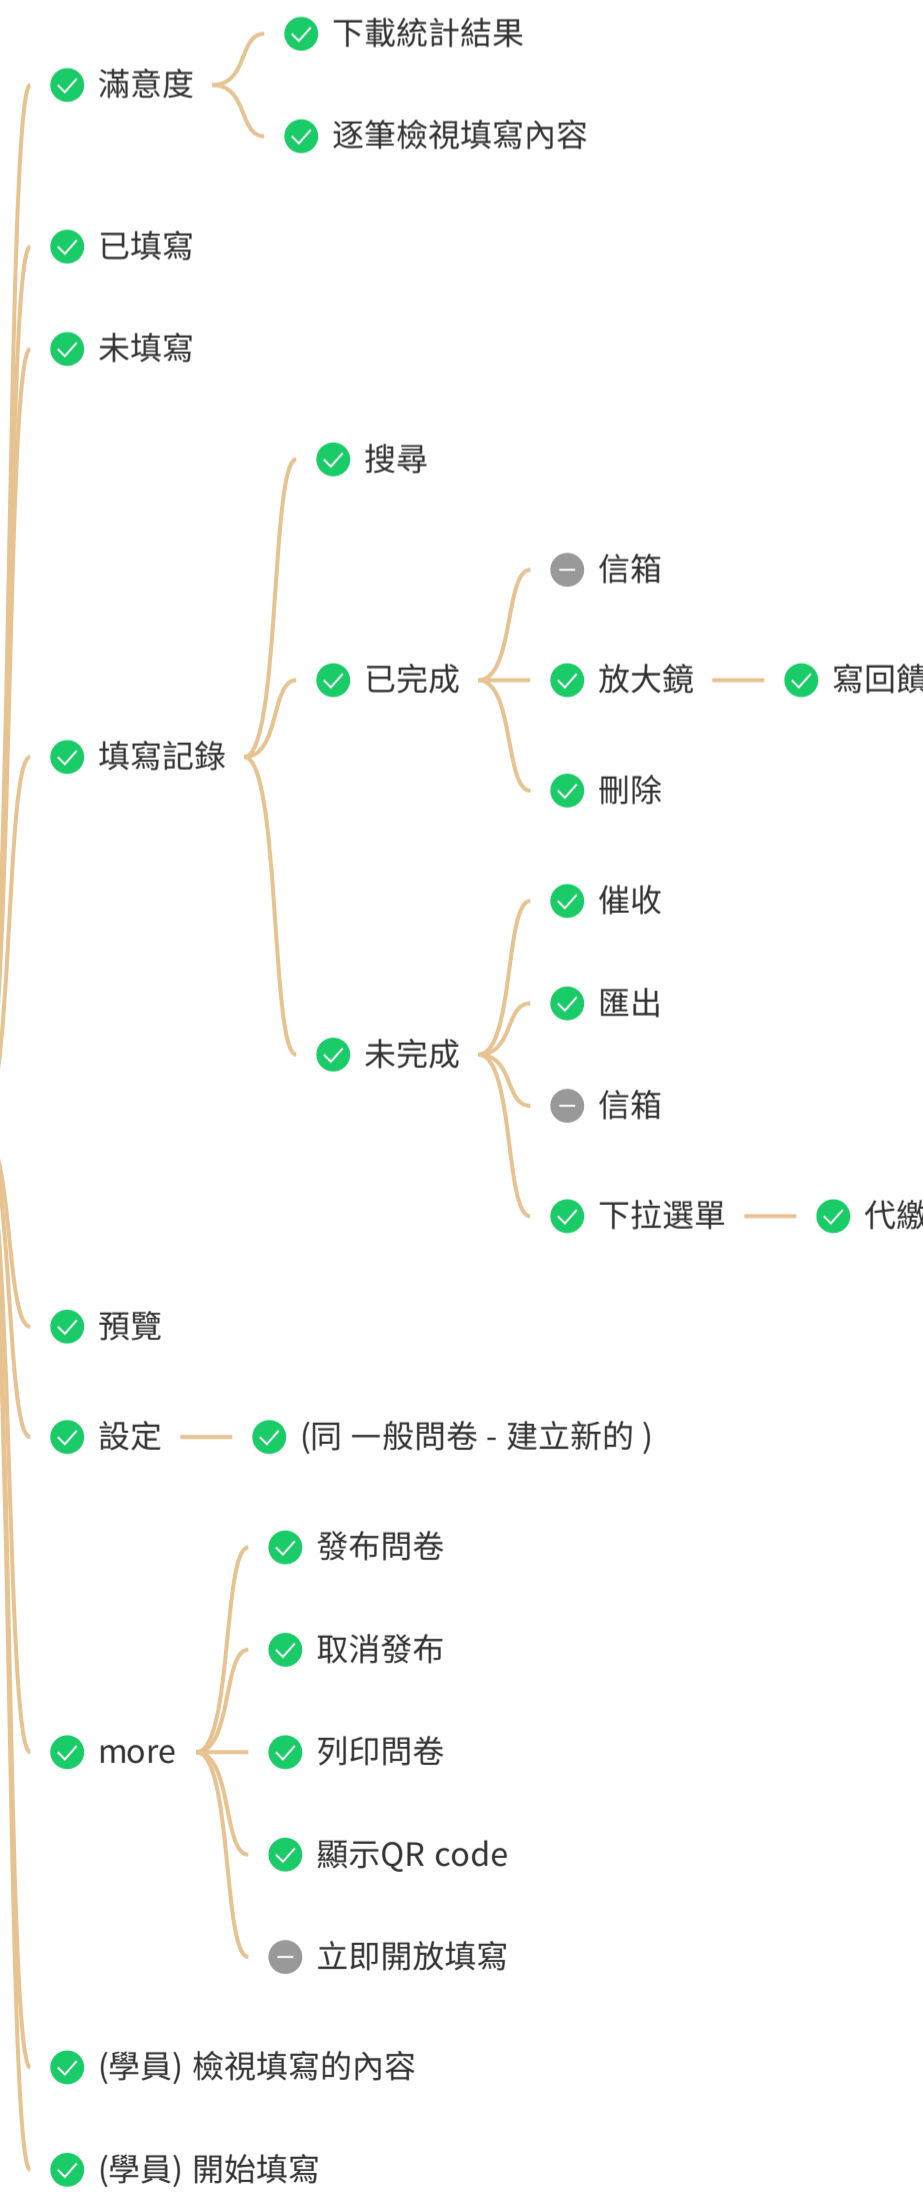 下載統計結果
滿意度
逐筆檢視填寫內容
已填寫
未填寫
搜尋
信箱
已完成
放大鏡
寫回饋
填寫記錄
刪除
催收
匯出
未完成
信箱
下拉選單
代繳
預覽
設定
(同 一般問卷 - 建立新的 )
發布問卷
取消發布
more
列印問卷
顯示QR code
立即開放填寫
(學員) 檢視填寫的內容
(學員) 開始填寫